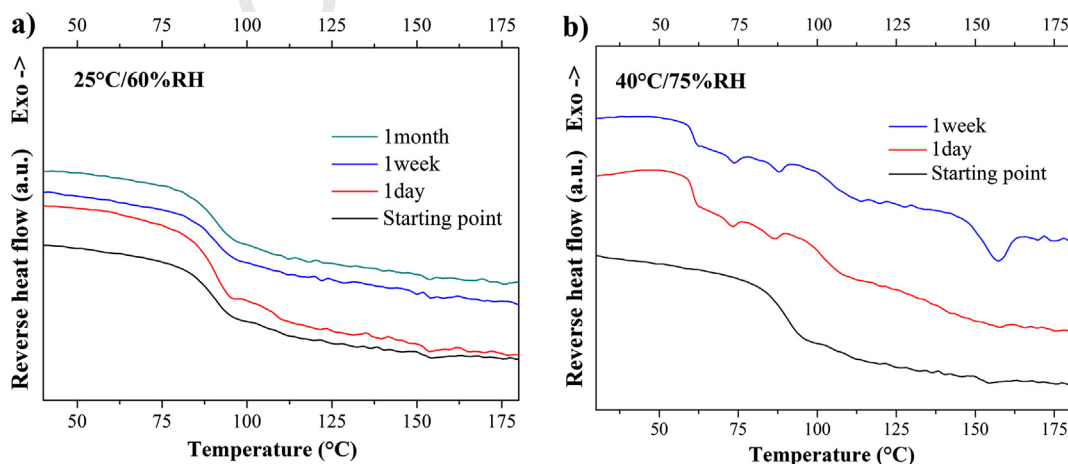 a)
50 75 100 125 150 175
25°C/60%RH
1month
1week
1day
Starting point
Reverse heat flow (a.u.) Exo ->
50 75 100 125 150 175
Temperature (°C)
b)
50 75 100 125 150 175
40°C/75%RH
1week
1day
Starting point
Reverse heat flow (a.u.) Exo ->
50 75 100 125 150 175
Temperature (°C)